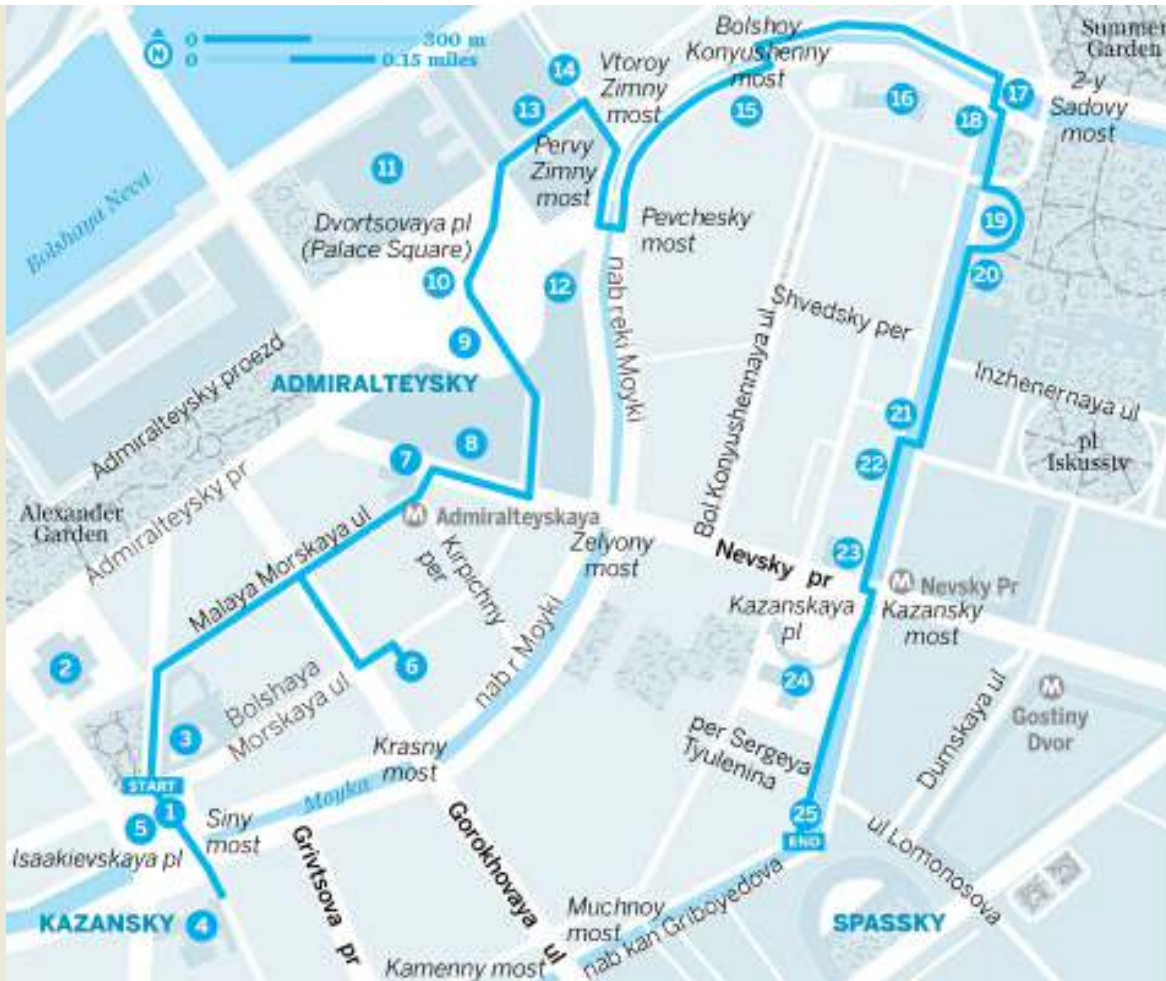 N
0 300 m
0 0.15 miles
Bolshoy
Konyushenny
most
Summer
Garden
14
Vtoroy
Zimny
most
13
15
16
17
2-y
Sadovy
most
18
11
Pervy
Zimny
most
Bolshaya Neva
Dvortsovaya pl
(Palace Square)
Pevchesky
most
19
20
10
12
nab reki Moyki
Shvedsky per
9
ADMIRALTEYSKY
Admiralteysky proezd
Bol Konyushennaya ul
Inzhenernaya ul
21
pl
Iskusstv
22
7
8
Alexander
Garden
Admiralteysky pr
M Admiralteyskaya
Malaya Morskaya ul
Kirpichny
per
Zelyony
most
Nevsky pr
23
M Nevsky Pr
Kazanskaya
pl
Kazansky
most
2
6
Bolshaya
Morskaya ul
nab r Moyki
24
M
Gostiny
Dvor
Dumskaya ul
3
per Sergeya
Tyulenina
Krasny
most
START
1
5
Siny
most
Moyka
25
END
Isaakievskaya pl
Grivtsova pr
Gorokhovaya ul
ul Lomonosova
KAZANSKY
4
Muchnoy
most
nab kan Griboyedova
SPASSKY
Kamenny most